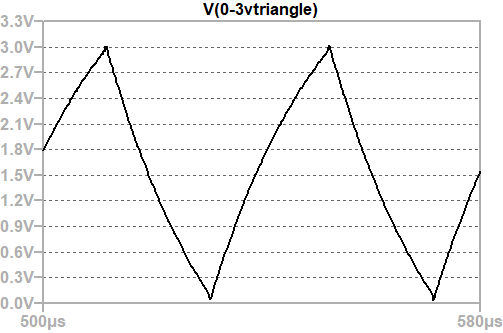 V(0-3vtriangle)
3.3V
3.0V
2.7V
2.4V
2.1V
1.8V
1.5V
1.2V
0.9V
0.6V
0.3V
0.0V
500µs 580µs